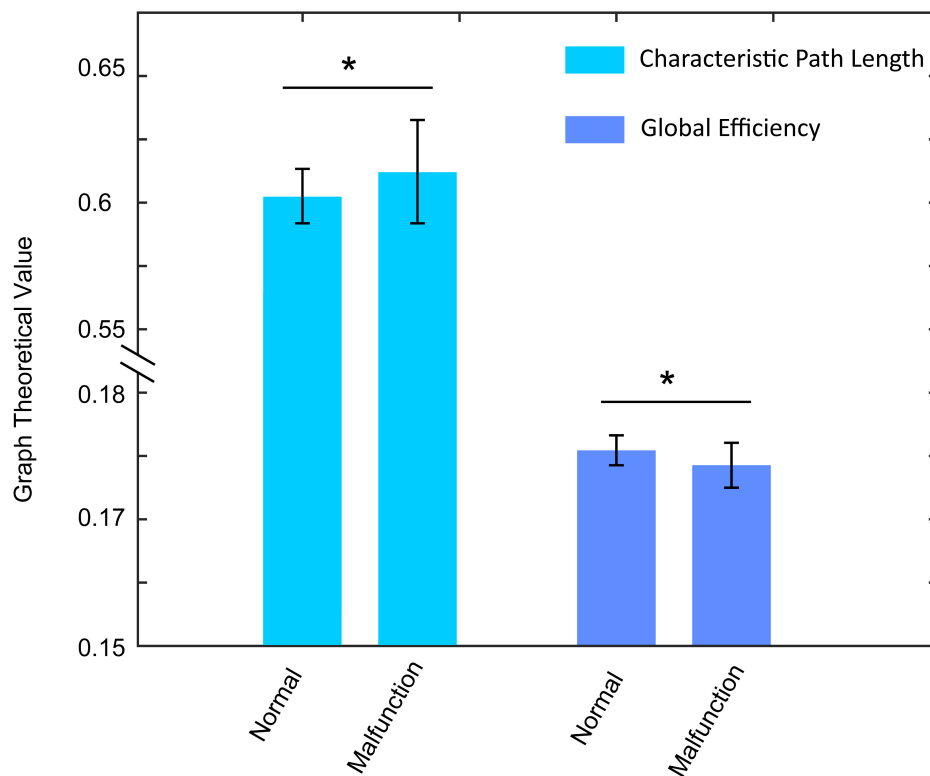 Characteristic Path Length
Global Efficiency
*
*
0.65
0.6
0.55
0.18
0.17
0.15
Graph Theoretical Value
Normal
Malfunction
Normal
Malfunction